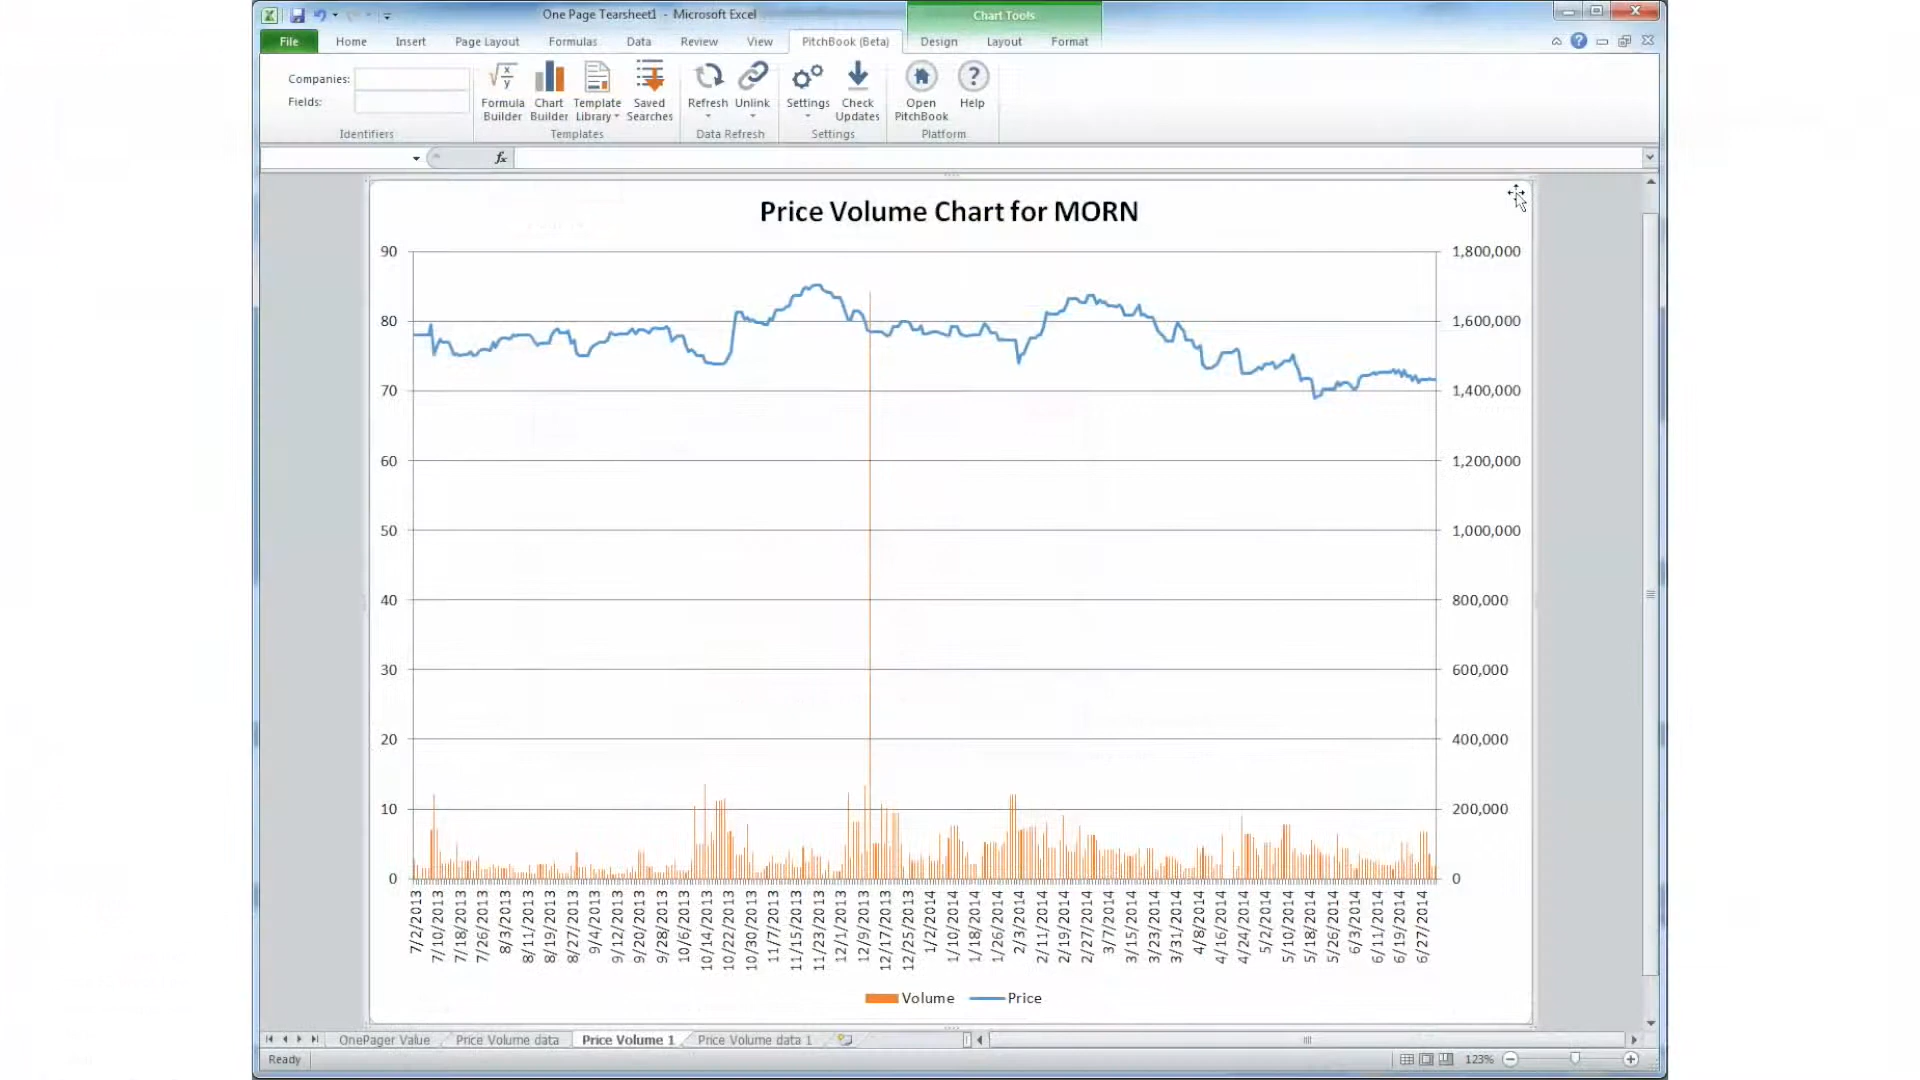 One Page Tearsheet1 - Microsoft Excel
Chart Tools
File Home Insert Page Layout Formulas Data Review View PitchBook (Beta) Design Layout Format
Companies:
Fields:
Identifiers
Formula Builder
Chart Builder
Template Library
Saved Searches
Templates
Refresh
Unlink
Data Refresh
Settings
Check Updates
Settings
Open PitchBook
Help
Platform
fx
Price Volume Chart for MORN
90 1,800,000
80 1,600,000
70 1,400,000
60 1,200,000
50 1,000,000
40 800,000
30 600,000
20 400,000
10 200,000
0 0
7/2/2013
7/10/2013
7/18/2013
7/26/2013
8/3/2013
8/11/2013
8/19/2013
8/27/2013
9/4/2013
9/12/2013
9/20/2013
9/28/2013
10/6/2013
10/14/2013
10/22/2013
10/30/2013
11/7/2013
11/15/2013
11/23/2013
12/1/2013
12/9/2013
12/17/2013
12/25/2013
1/2/2014
1/10/2014
1/18/2014
1/26/2014
2/3/2014
2/11/2014
2/19/2014
2/27/2014
3/7/2014
3/15/2014
3/23/2014
3/31/2014
4/8/2014
4/16/2014
4/24/2014
5/2/2014
5/10/2014
5/18/2014
5/26/2014
6/3/2014
6/11/2014
6/19/2014
6/27/2014
Volume Price
OnePager Value Price Volume data Price Volume 1 Price Volume data 1
Ready 123%